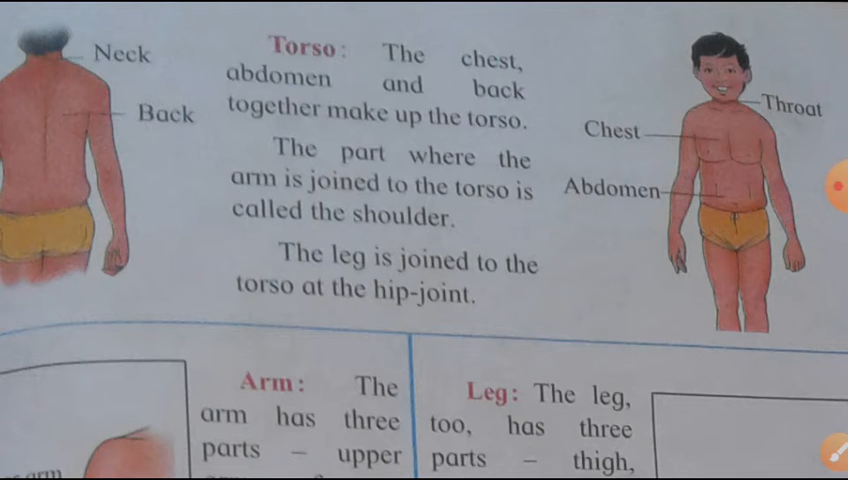 Neck
Back
Torso: The chest,
abdomen and back
together make up the torso.
The part where the
arm is joined to the torso is
called the shoulder.
The leg is joined to the
torso at the hip-joint.
Throat
Chest
Abdomen
Arm: The
arm has three
parts – upper
Leg: The leg,
too, has three
parts – thigh,
arm